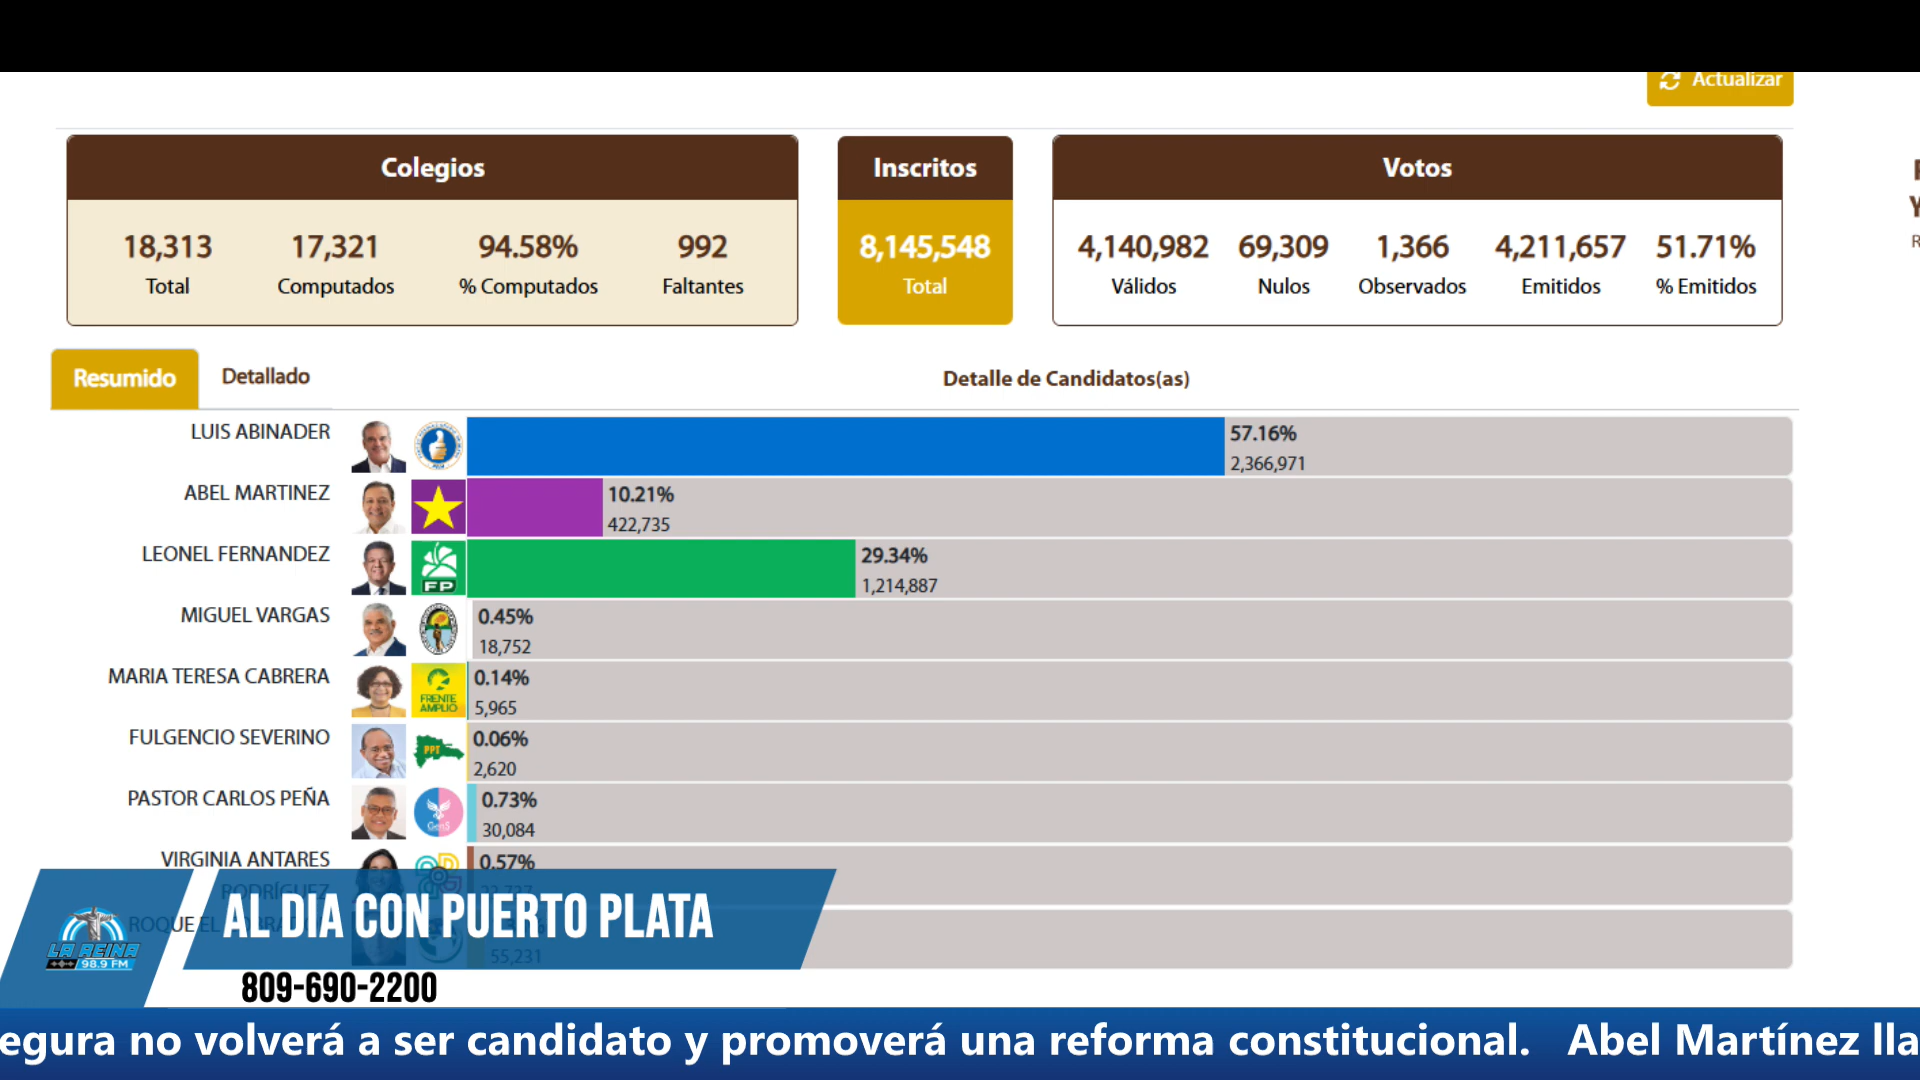 Actualizar
Colegios
18,313 17,321 94.58% 992
Total Computados % Computados Faltantes
Inscritos
8,145,548
Total
Votos
4,140,982 69,309 1,366 4,211,657 51.71%
Válidos Nulos Observados Emitidos % Emitidos
Resumido Detallado
Detalle de Candidatos(as)
LUIS ABINADER 57.16%
2,366,971
ABEL MARTINEZ 10.21%
422,735
LEONEL FERNANDEZ FP 29.34%
1,214,887
MIGUEL VARGAS 0.45%
18,752
MARIA TERESA CABRERA FRENTE AMPLIO 0.14%
5,965
FULGENCIO SEVERINO PPT 0.06%
2,620
PASTOR CARLOS PEÑA GenS 0.73%
30,084
VIRGINIA ANTARES 0.57%
RODRÍGUEZ
ROQUE EL
55,231
LA REINA
98.9 FM
AL DIA CON PUERTO PLATA
809-690-2200
egura no volverá a ser candidato y promoverá una reforma constitucional. Abel Martínez lla